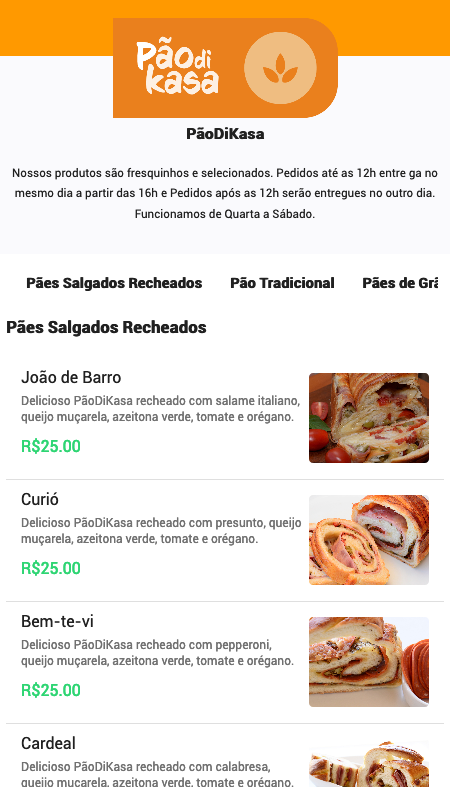 Pão di
kasa
PãoDiKasa
Nossos produtos são fresquinhos e selecionados. Pedidos até as 12h entre ga no
mesmo dia a partir das 16h e Pedidos após as 12h serão entregues no outro dia.
Funcionamos de Quarta a Sábado.
Pães Salgados Recheados Pão Tradicional Pães de Grã
Pães Salgados Recheados
João de Barro
Delicioso PãoDiKasa recheado com salame italiano,
queijo muçarela, azeitona verde, tomate e orégano.
R$25.00
Curió
Delicioso PãoDiKasa recheado com presunto, queijo
muçarela, azeitona verde, tomate e orégano.
R$25.00
Bem-te-vi
Delicioso PãoDiKasa recheado com pepperoni,
queijo muçarela, azeitona verde, tomate e orégano.
R$25.00
Cardeal
Delicioso PãoDiKasa recheado com calabresa,
queijo muçarela, azeitona verde, tomate e orégano.